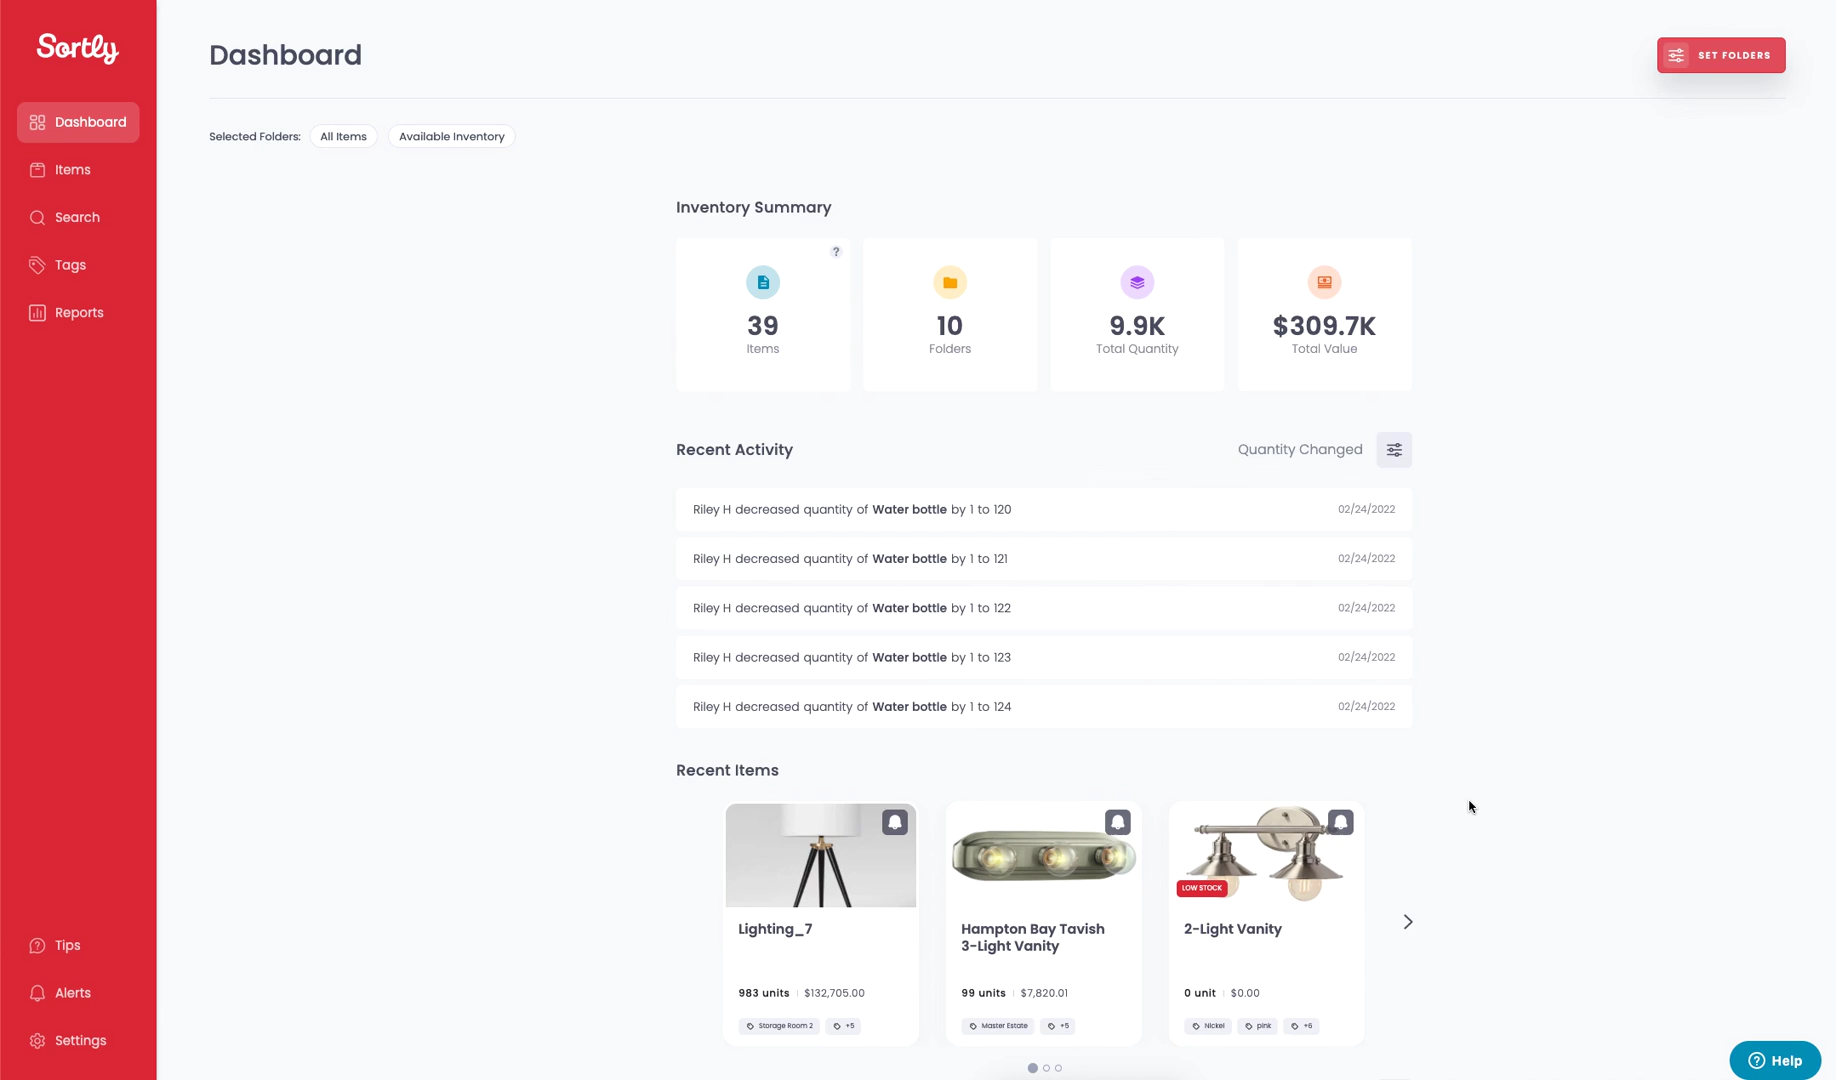 Sortly
Dashboard
Items
Search
Tags
Reports
Tips
Alerts
Settings
Dashboard
SET FOLDERS
Selected Folders: All Items Available Inventory
Inventory Summary
?
39
Items
10
Folders
9.9K
Total Quantity
$309.7K
Total Value
Recent Activity
Quantity Changed
Riley H decreased quantity of Water bottle by 1 to 120 02/24/2022
Riley H decreased quantity of Water bottle by 1 to 121 02/24/2022
Riley H decreased quantity of Water bottle by 1 to 122 02/24/2022
Riley H decreased quantity of Water bottle by 1 to 123 02/24/2022
Riley H decreased quantity of Water bottle by 1 to 124 02/24/2022
Recent Items
Lighting_7
983 units $132,705.00
Storage Room 2 +5
Hampton Bay Tavish
3-Light Vanity
99 units $7,820.01
Master Estate +5
LOW STOCK
2-Light Vanity
0 unit $0.00
Nickel pink +6
? Help